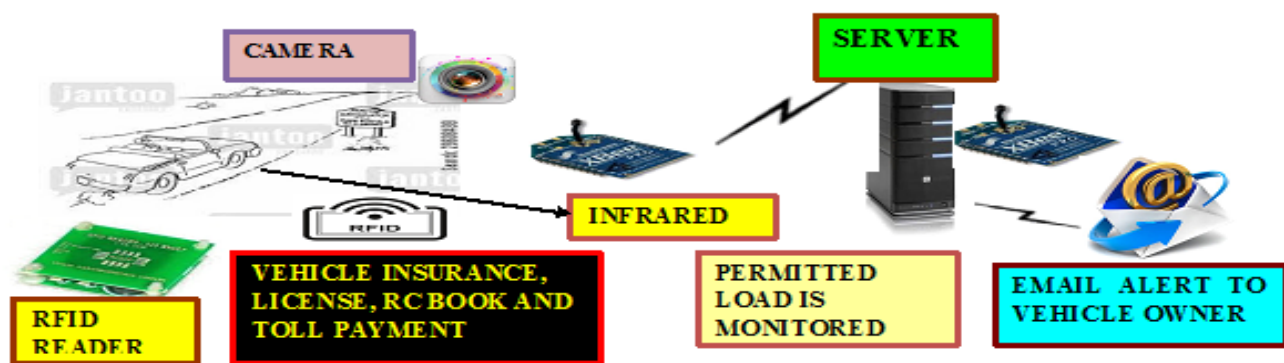 CAMERA
SERVER
jantoo
jantoo
XBee
INFRARED
RFID
VEHICLE INSURANCE,
LICENSE, RC BOOK AND
TOLL PAYMENT
PERMITTED
LOAD IS
MONITORED
EMAIL ALERT TO
VEHICLE OWNER
RFID
READER